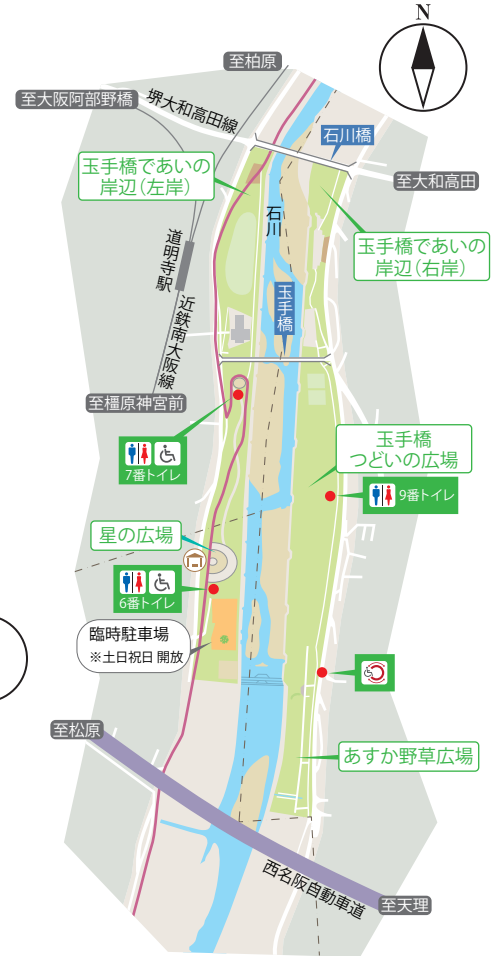 N
至柏原
至大阪阿部野橋
堺大和高田線
石川橋
玉手橋であいの
岸辺（左岸）
至大和高田
石川
玉手橋であいの
岸辺（右岸）
道明寺駅
近鉄南大阪線
玉手橋
至橿原神宮前
7番トイレ
玉手橋
つどいの広場
9番トイレ
星の広場
6番トイレ
臨時駐車場
※土日祝日 開放
至松原
あすか野草広場
西名阪自動車道
至天理